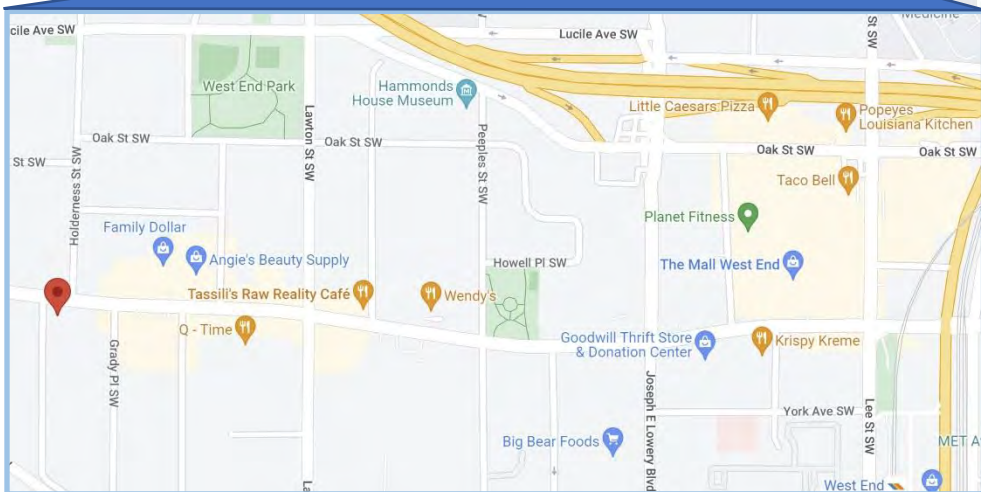 cile Ave SW
Lucile Ave SW
St SW
Medicine
West End Park
Hammonds
House Museum
Little Caesars Pizza
Popeyes
Louisiana Kitchen
Lawton St SW
Oak St SW
Oak St SW
Oak St SW
Oak St SW
St SW
Peeples St SW
Holderness St SW
Taco Bell
Planet Fitness
Family Dollar
Angie's Beauty Supply
Howell Pl SW
The Mall West End
Tassili's Raw Reality Café
Wendy's
Q - Time
Goodwill Thrift Store
& Donation Center
Krispy Kreme
Grady Pl SW
Joseph E Lowery Blvd
Lee St SW
York Ave SW
Big Bear Foods
MET A
La
West End